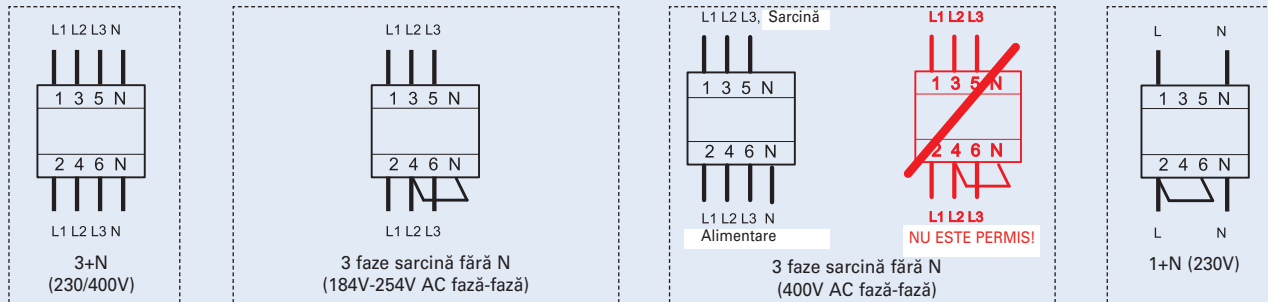 L1 L2 L3 N
1 3 5 N
2 4 6 N
L1 L2 L3 N
3+N
(230/400V)
L1 L2 L3
1 3 5 N
2 4 6 N
L1 L2 L3
3 faze sarcină fără N
(184V-254V AC fază-fază)
L1 L2 L3, Sarcină
1 3 5 N
2 4 6 N
L1 L2 L3 N
Alimentare
L1 L2 L3
1 3 5 N
2 4 6 N
L1 L2 L3
NU ESTE PERMIS!
3 faze sarcină fără N
(400V AC fază-fază)
L N
1 3 5 N
2 4 6 N
L N
1+N (230V)